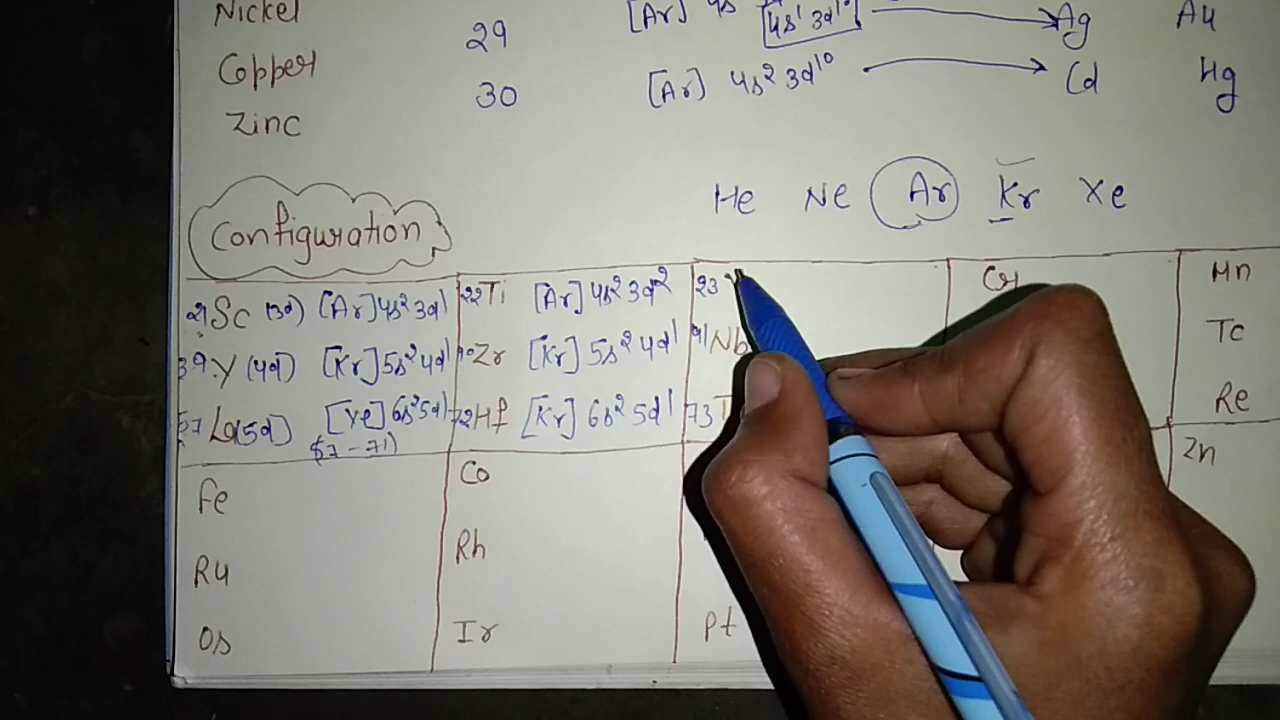 Nickel
Copper 29 [Ar] 4s [4s¹ 3d¹⁰ Ag Au
Zinc 30 [Ar] 4s² 3d¹⁰ Cd Hg
He Ne Ar Kr Xe
Configuration
21Sc (3d) [Ar] 4s² 3d¹ 22Ti [Ar] 4s² 3d² 23 Mn
39.Y (4d) [Kr] 5s² 4d¹ Zr [Kr] 5s² 4d¹ 41Nb Tc
57La(5d) [Xe] 6s² 5d¹ 72Hf [Kr] 6s² 5d¹ 73 Re
57-71)
Fe Co Zn
Ru Rh
Os Ir Pt